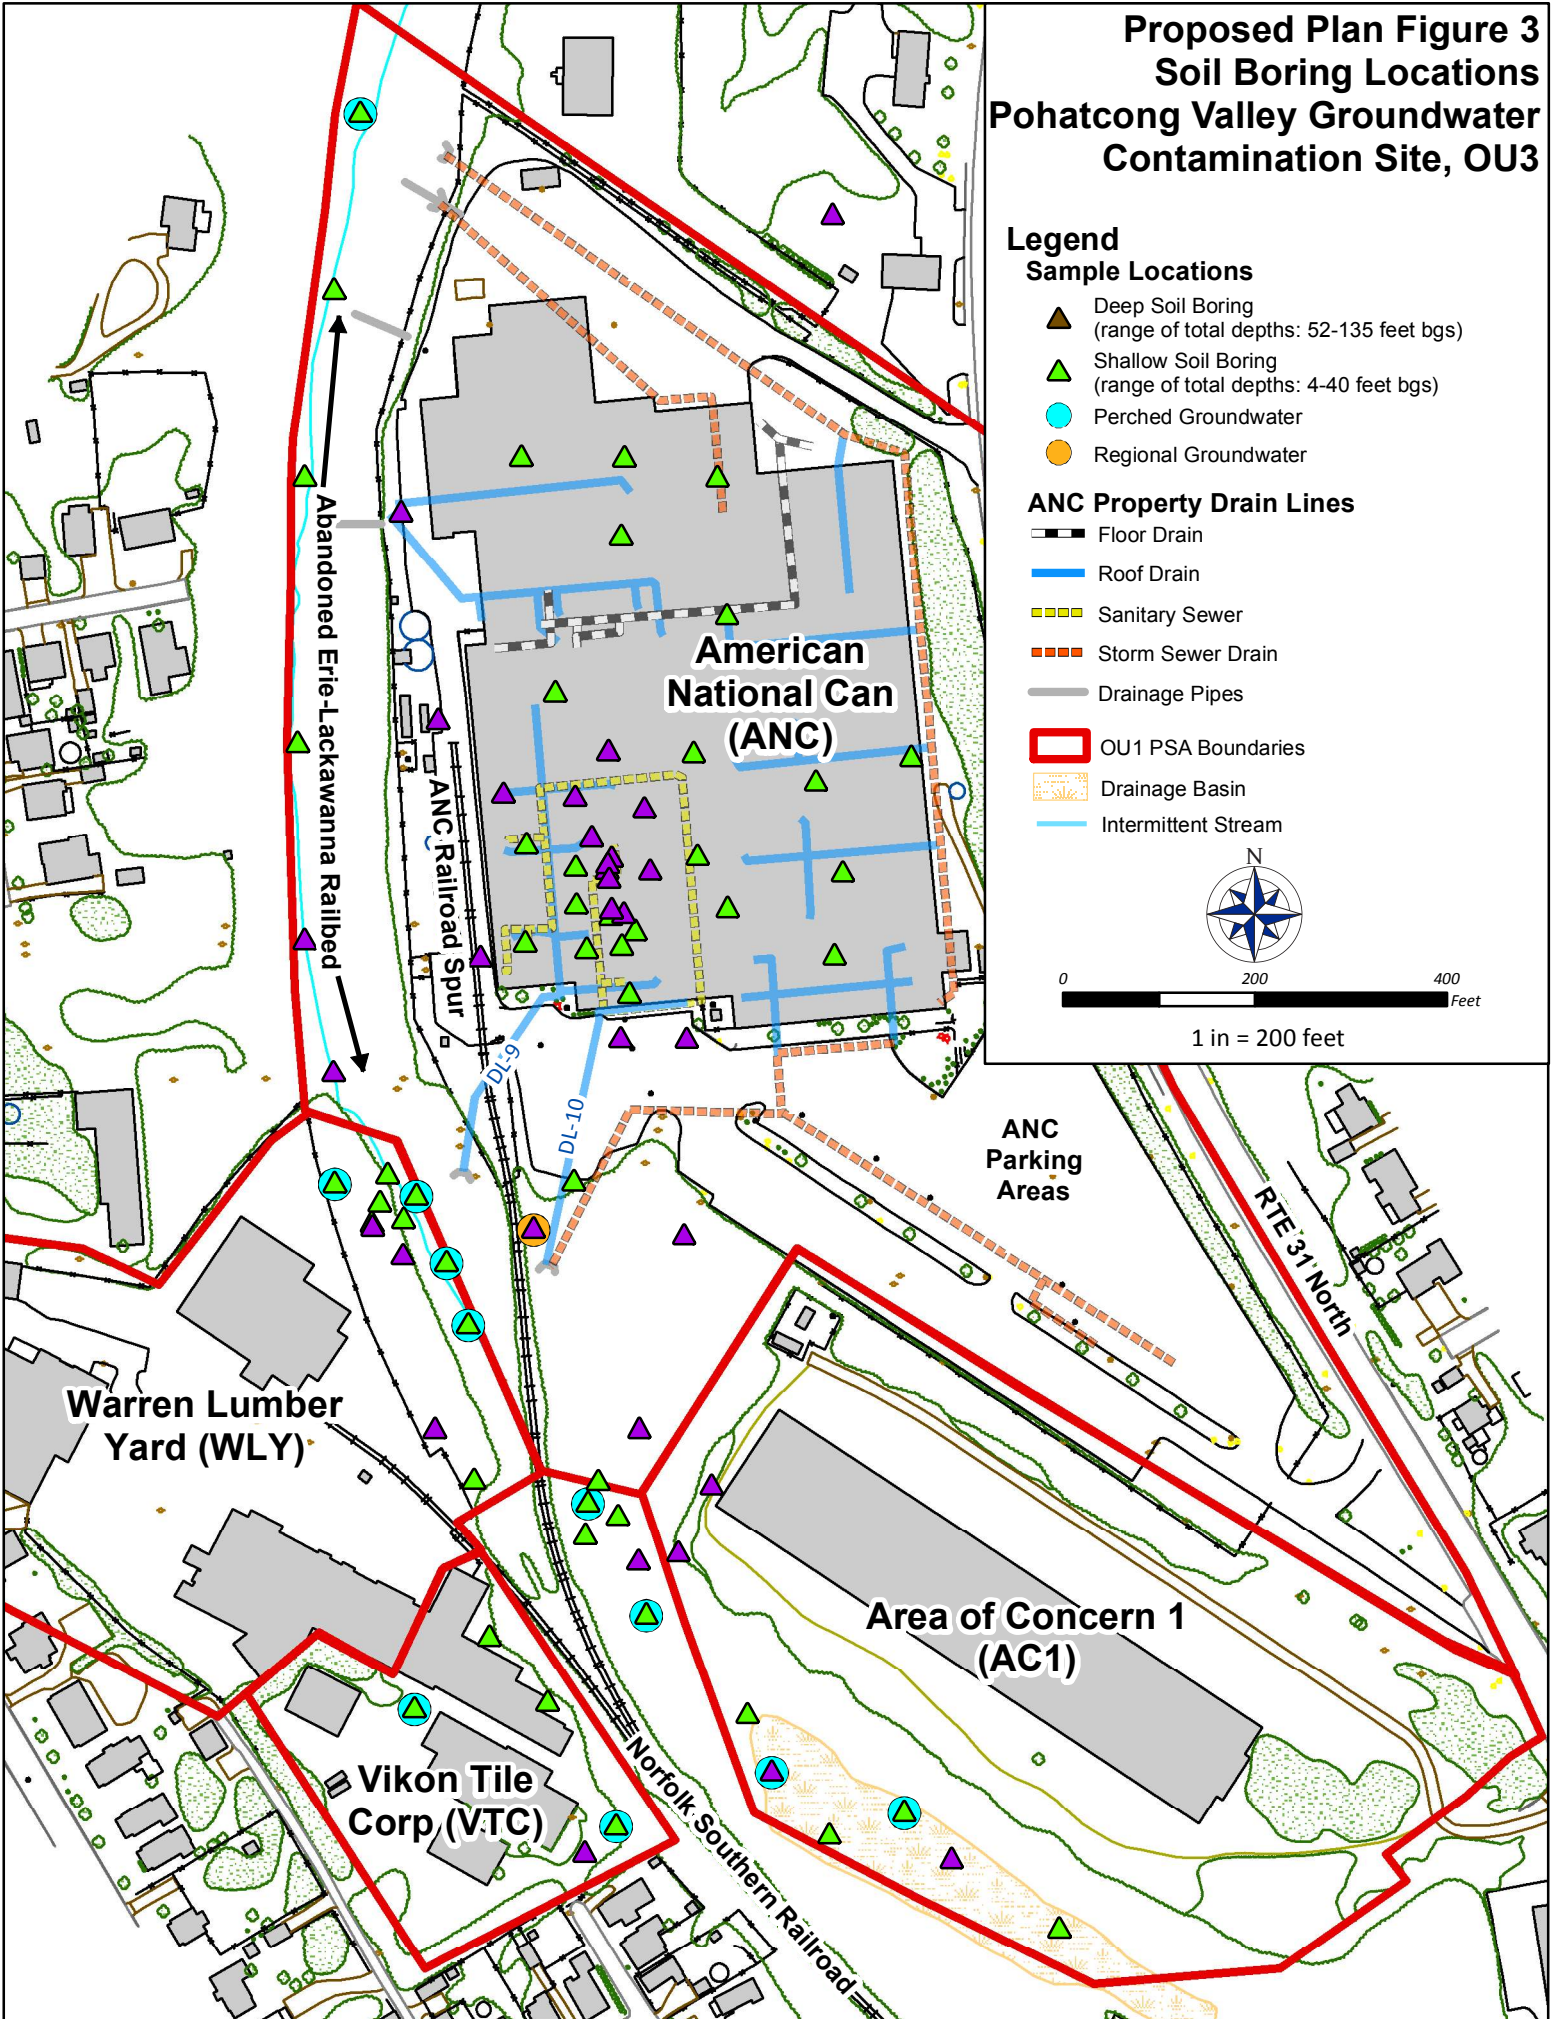 Proposed Plan Figure 3
Soil Boring Locations
Pohatcong Valley Groundwater
Contamination Site, OU3
Legend
Sample Locations
Deep Soil Boring
(range of total depths: 52-135 feet bgs)
Shallow Soil Boring
(range of total depths: 4-40 feet bgs)
Perched Groundwater
Regional Groundwater
ANC Property Drain Lines
Floor Drain
Roof Drain
Sanitary Sewer
Storm Sewer Drain
Drainage Pipes
OU1 PSA Boundaries
Drainage Basin
Intermittent Stream
N
0 200 400
Feet
1 in = 200 feet
Abandoned Erie-Lackawanna Railbed
ANC Railroad Spur
American
National Can
(ANC)
DL-9
DL-10
ANC
Parking
Areas
RTE 31 North
Warren Lumber
Yard (WLY)
Area of Concern 1
(AC1)
Vikon Tile
Corp (VTC)
Norfolk Southern Railroad